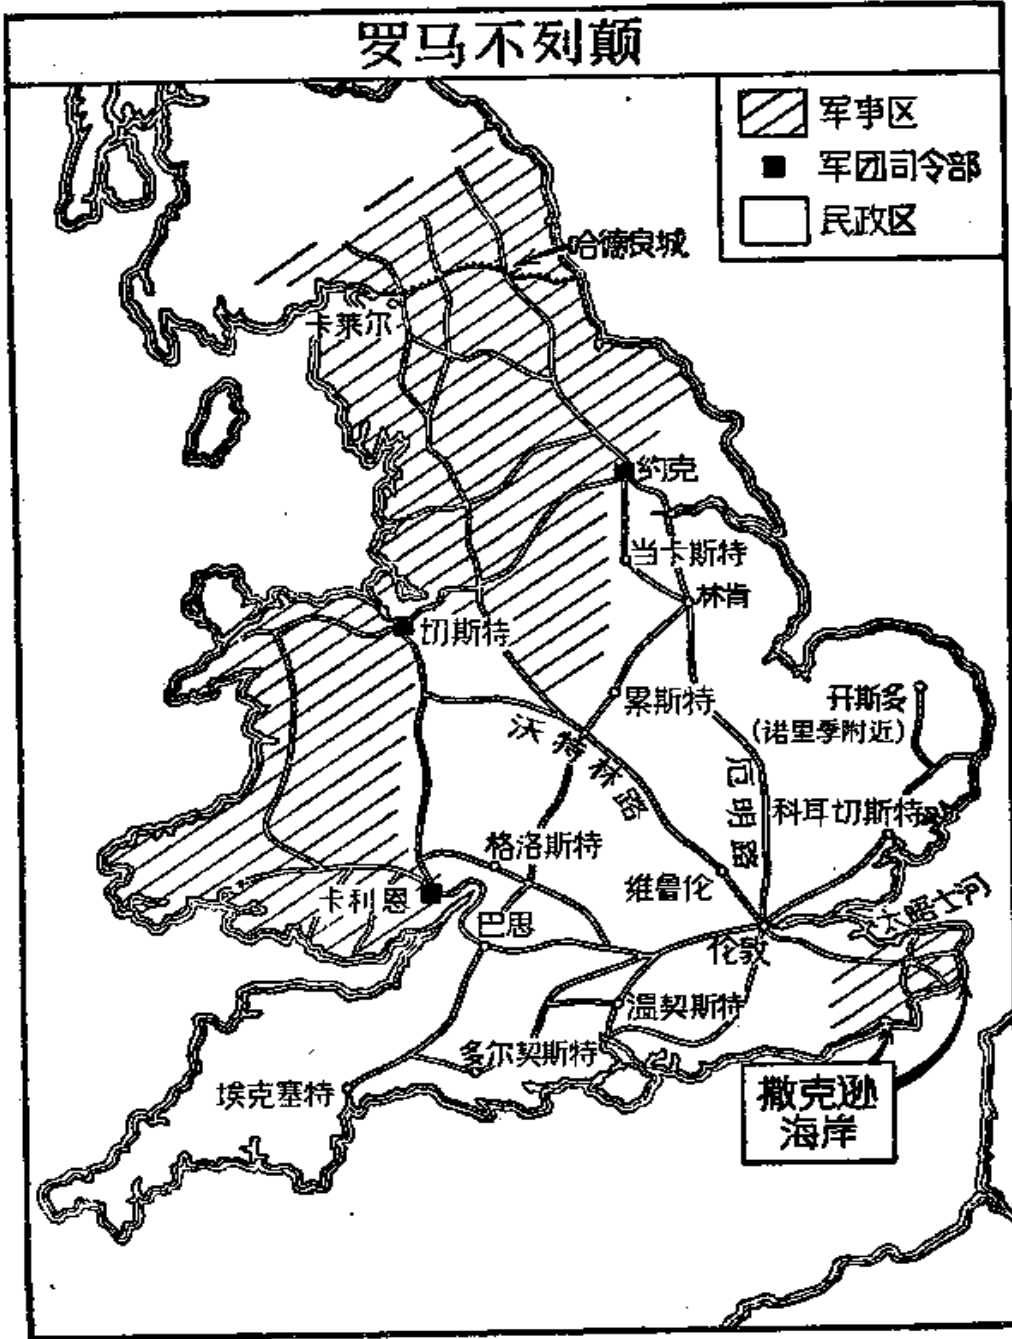 罗马不列颠
军事区
军团司令部
民政区
哈德良城
卡莱尔
约克
当卡斯特
林肯
切斯特
累斯特
开斯多
(诺里季附近)
沃特林路
厄明路
科耳切斯特
格洛斯特
维鲁伦
卡利恩
巴思
太晤士河
伦敦
温契斯特
多尔契斯特
埃克塞特
撒克逊
海岸